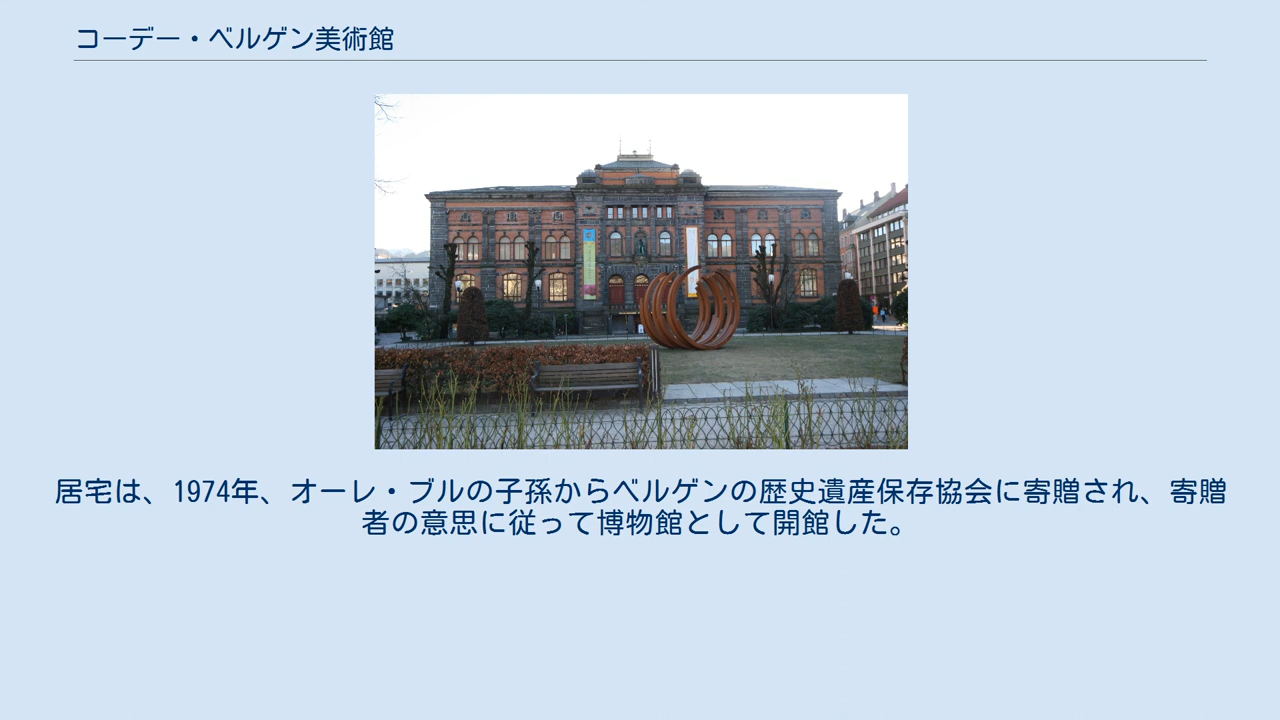 コーデー・ベルゲン美術館
居宅は、1974年、オーレ・ブルの子孫からベルゲンの歴史遺産保存協会に寄贈され、寄贈
者の意思に従って博物館として開館した。